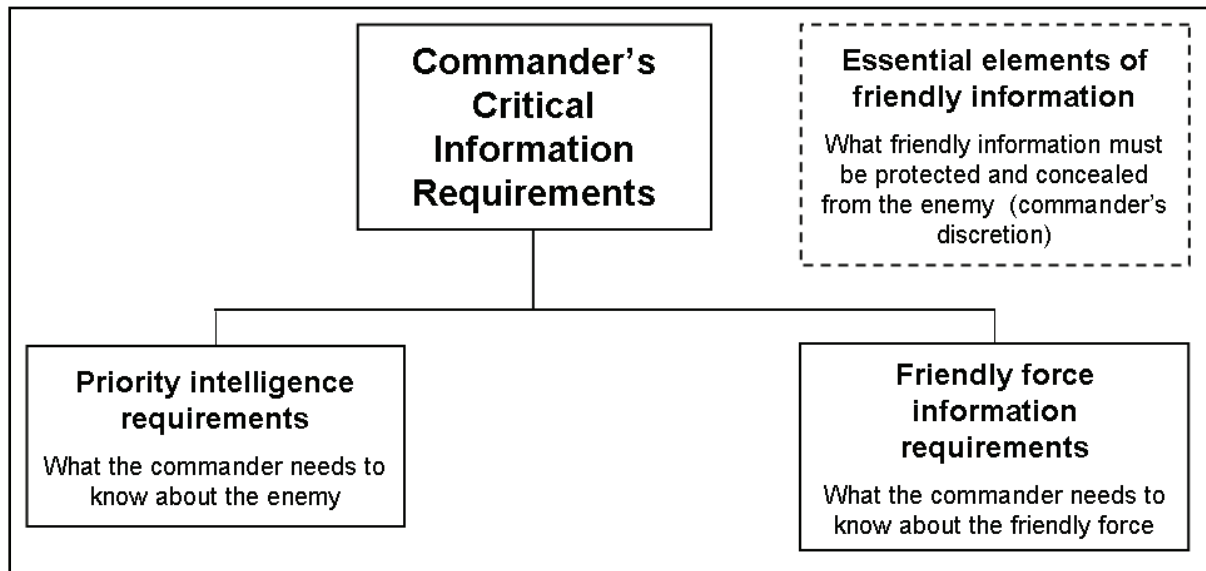 Commander's
Critical
Information
Requirements
Essential elements of
friendly information
What friendly information must
be protected and concealed
from the enemy  (commander's
discretion)
Priority intelligence
requirements
What the commander needs to
know about the enemy
Friendly force
information
requirements
What the commander needs to
know about the friendly force